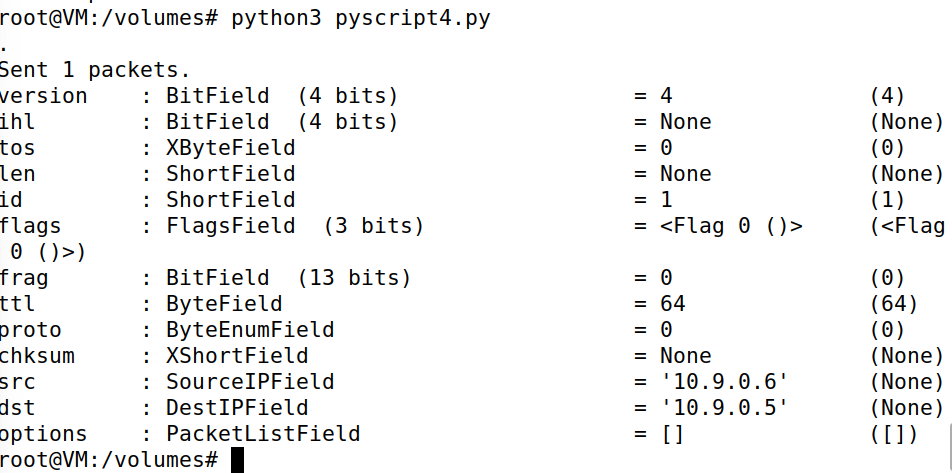 root@VM:/volumes# python3 pyscript4.py
.
Sent 1 packets.
version    : BitField  (4 bits)                  = 4               (4)
ihl        : BitField  (4 bits)                  = None            (None)
tos        : XByteField                          = 0               (0)
len        : ShortField                          = None            (None)
id         : ShortField                          = 1               (1)
flags      : FlagsField  (3 bits)                = <Flag 0 ()>     (<Flag
 0 ()>)
frag       : BitField  (13 bits)                 = 0               (0)
ttl        : ByteField                           = 64              (64)
proto      : ByteEnumField                       = 0               (0)
chksum     : XShortField                         = None            (None)
src        : SourceIPField                       = '10.9.0.6'      (None)
dst        : DestIPField                         = '10.9.0.5'      (None)
options    : PacketListField                     = []              ([])
root@VM:/volumes#